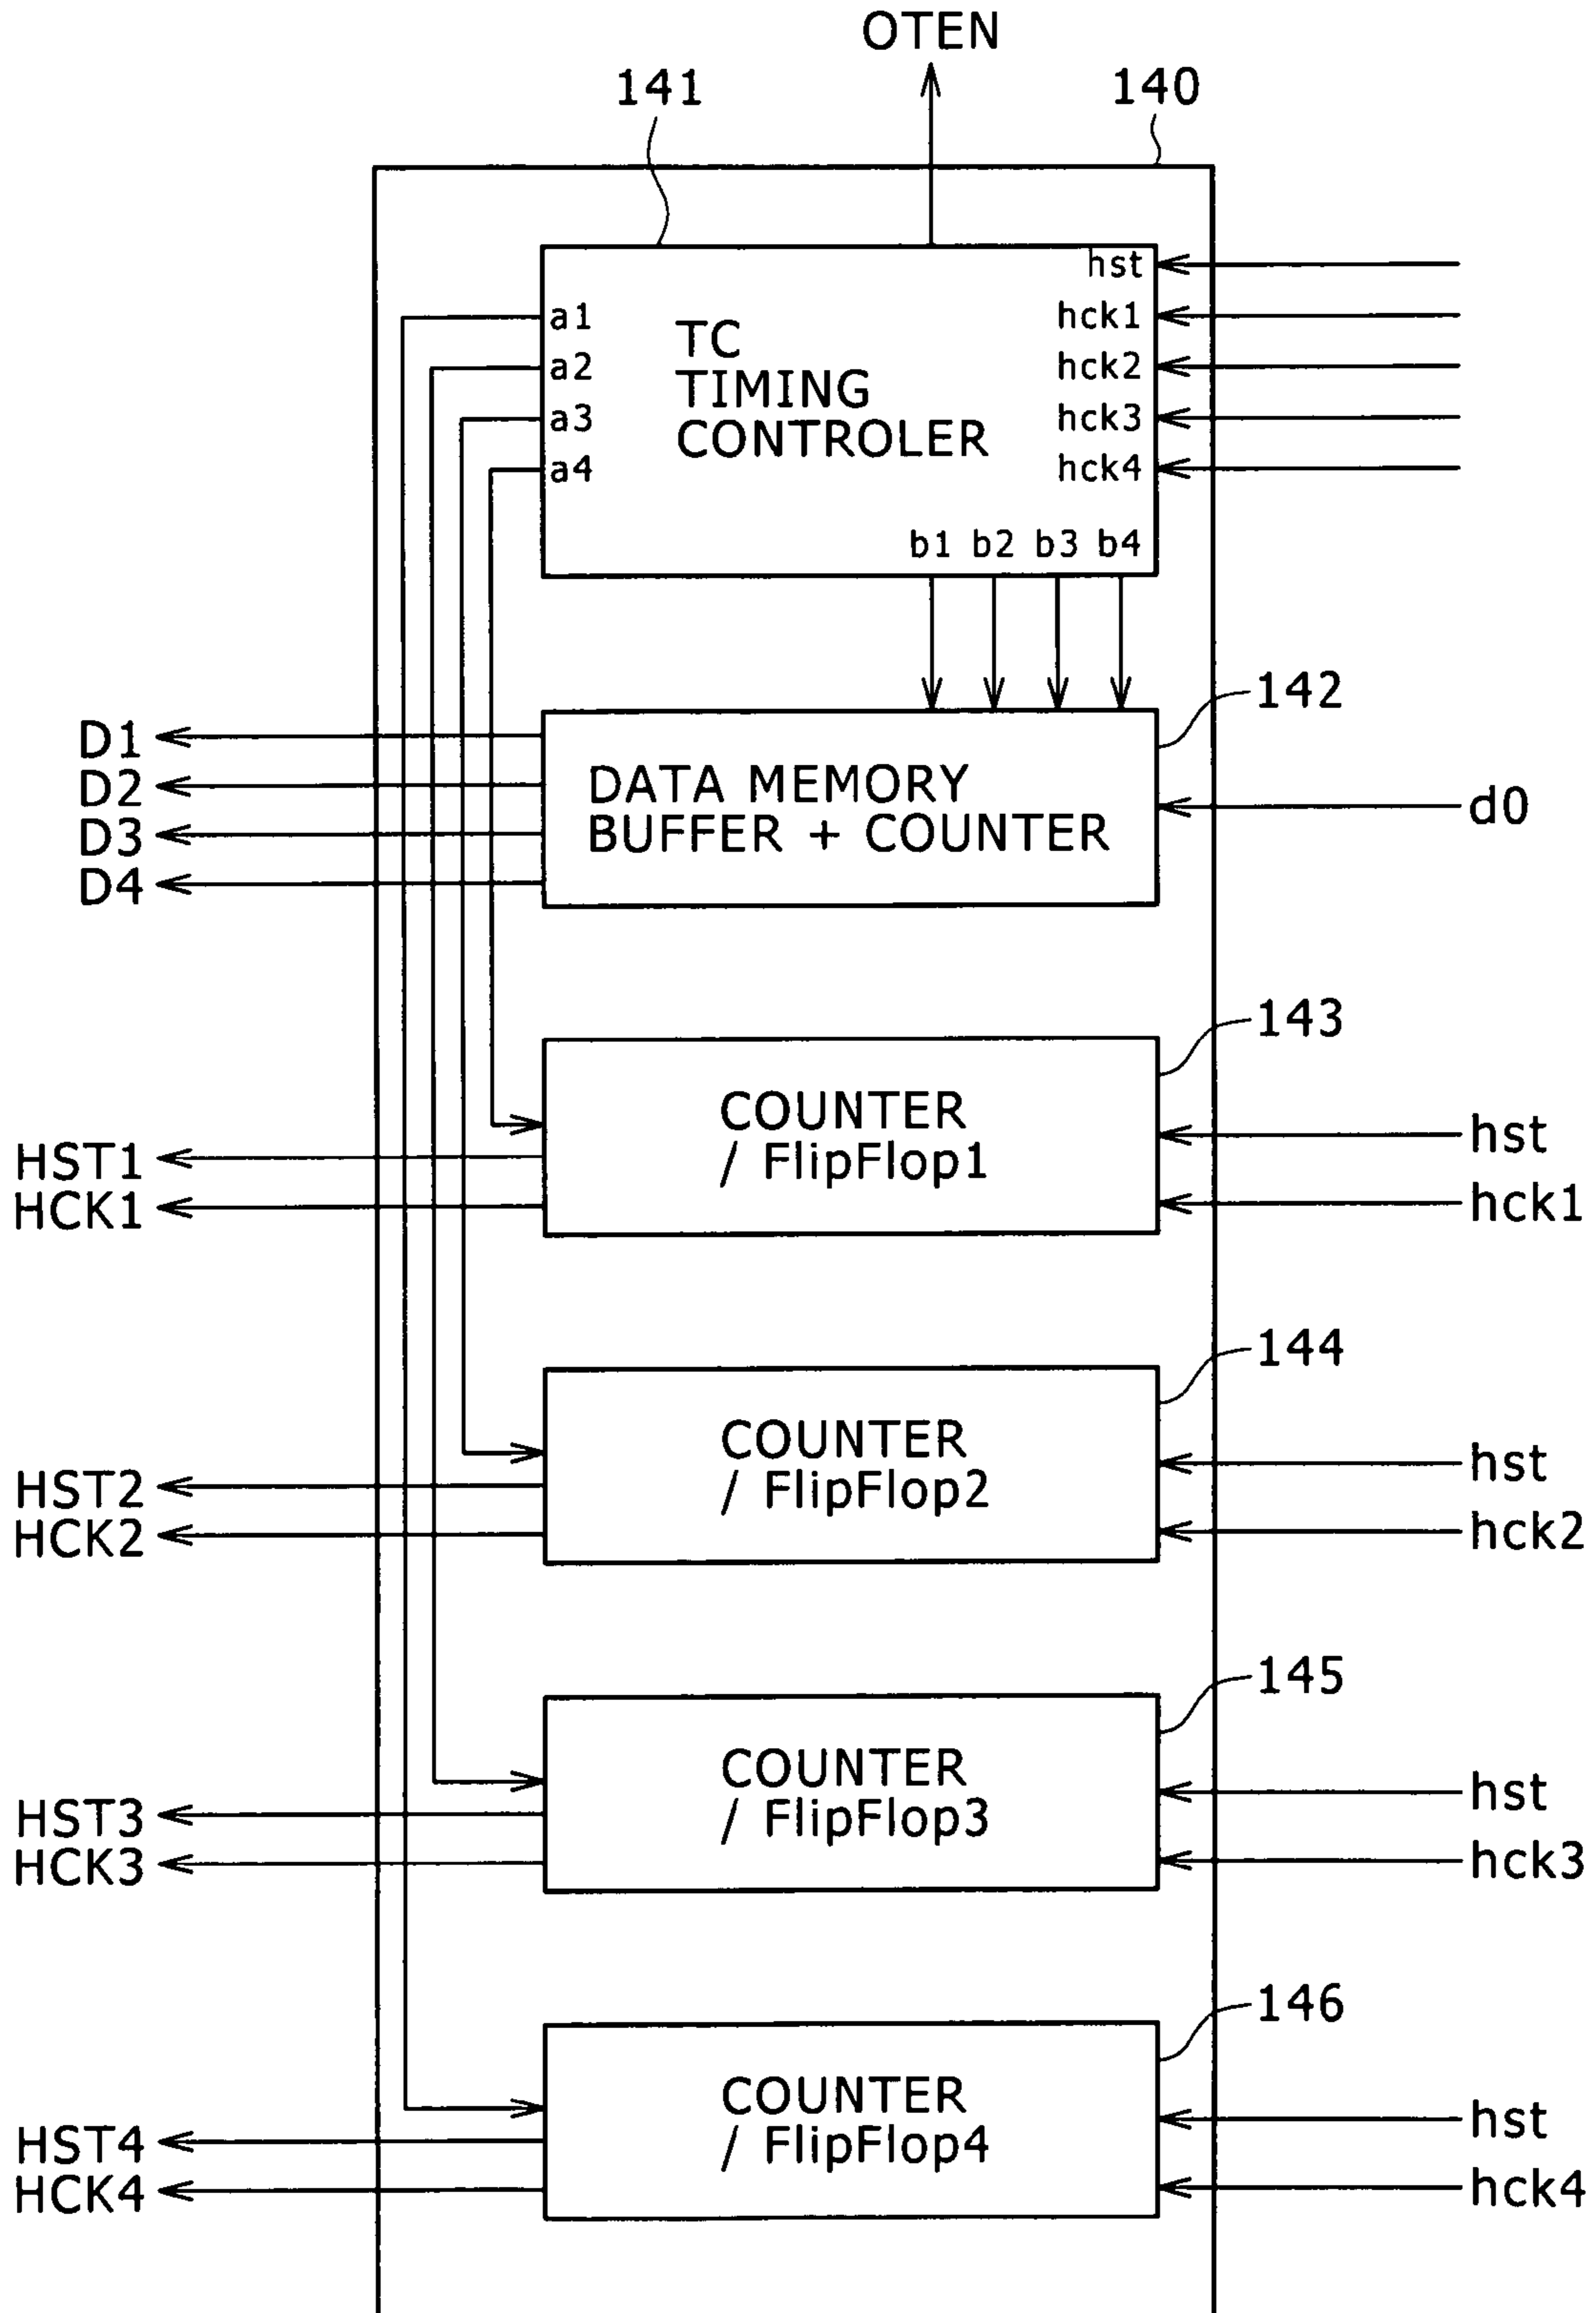 OTEN
141
140
hst
a1
TC
hck1
a2
TIMING
hck2
a3
CONTROLER
hck3
a4
hck4
b1 b2 b3 b4
142
D1
D2
D3
D4
DATA MEMORY
BUFFER + COUNTER
d0
143
COUNTER
/ FlipFlop1
hst
hck1
HST1
HCK1
144
COUNTER
/ FlipFlop2
hst
hck2
HST2
HCK2
145
COUNTER
/ FlipFlop3
hst
hck3
HST3
HCK3
146
COUNTER
/ FlipFlop4
hst
hck4
HST4
HCK4